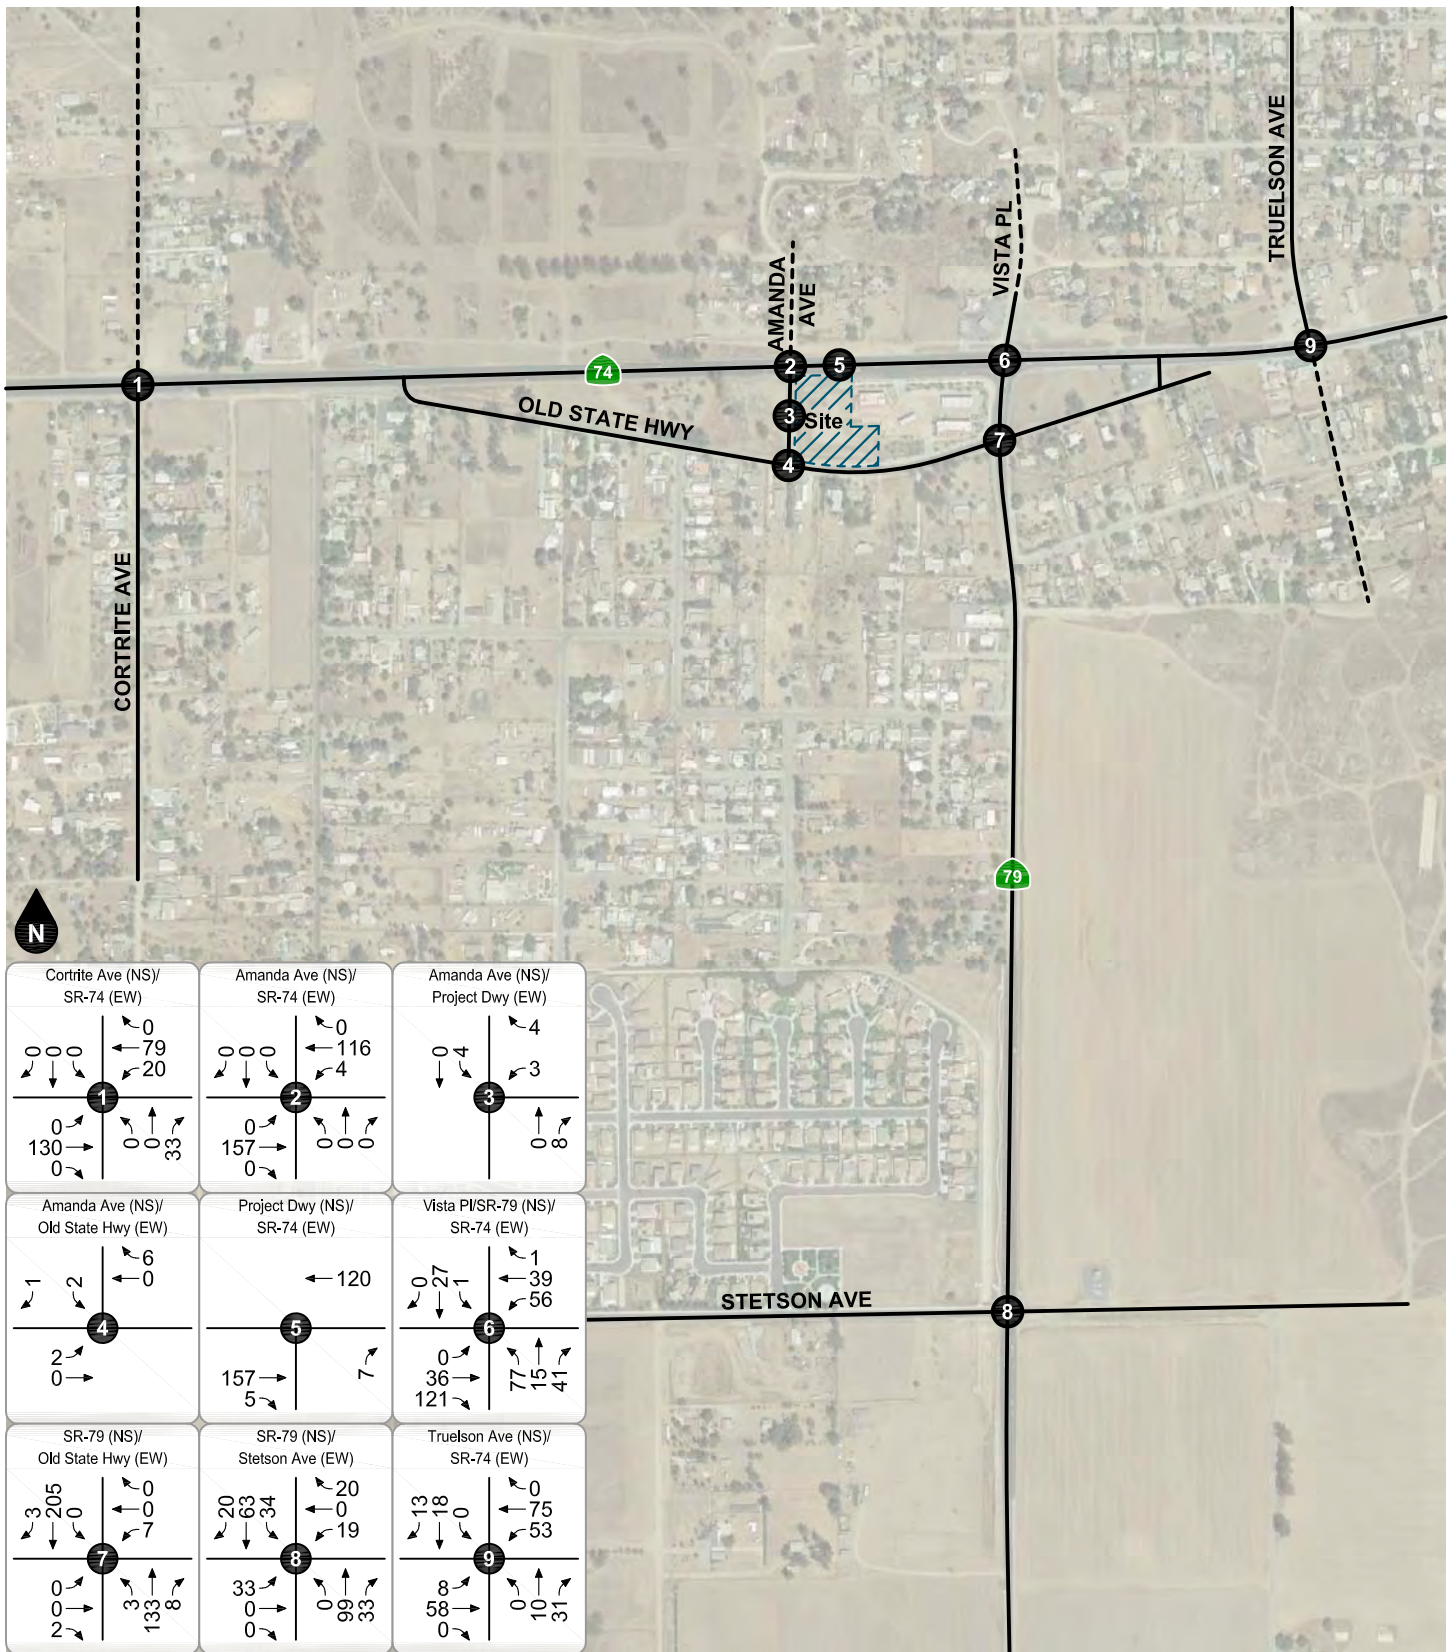 TRUELSON AVE
VISTA PL
AMANDA
AVE
1
74
2
5
6
9
3
Site
OLD STATE HWY
4
7
CORTRITE AVE
79
N
STETSON AVE
8
Cortrite Ave (NS)/
SR-74 (EW)
0
79
20
0 0 0
1
0
130
0
0 0 33
Amanda Ave (NS)/
SR-74 (EW)
0
116
4
0 0 0
2
0
157
0
0 0 0
Amanda Ave (NS)/
Project Dwy (EW)
4
3
0 4
3
0 8
Amanda Ave (NS)/
Old State Hwy (EW)
6
0
1 2
4
2
0
Project Dwy (NS)/
SR-74 (EW)
120
5
157
5
7
Vista Pl/SR-79 (NS)/
SR-74 (EW)
1
39
56
0 27 1
6
0
36
121
77 15 41
SR-79 (NS)/
Old State Hwy (EW)
0
0
7
3 205 0
7
0
0
2
3 133 8
SR-79 (NS)/
Stetson Ave (EW)
20
0
19
20 63 34
8
33
0
0
0 99 33
Truelson Ave (NS)/
SR-74 (EW)
0
75
53
13 18 0
9
8
58
0
0 10 31